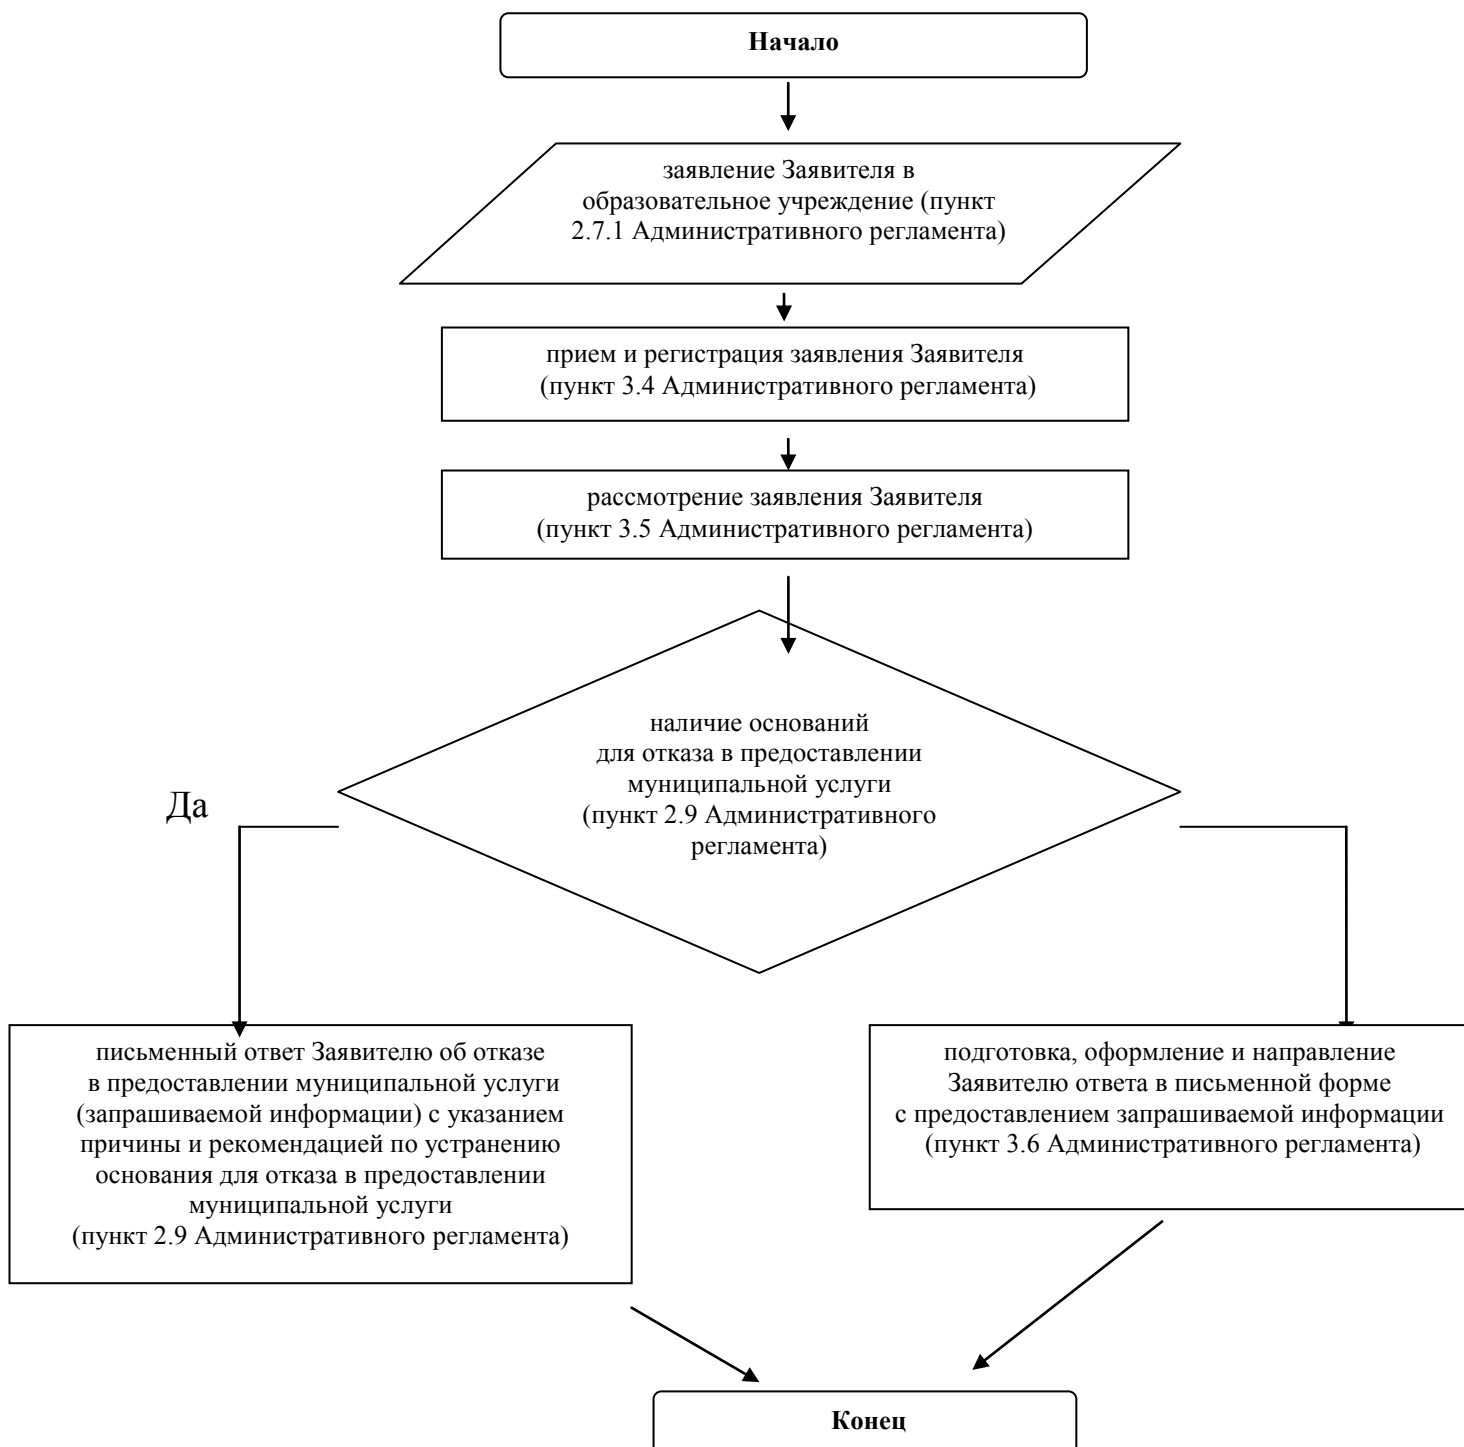 Начало
заявление Заявителя в
образовательное учреждение (пункт
2.7.1 Административного регламента)
прием и регистрация заявления Заявителя
(пункт 3.4 Административного регламента)
рассмотрение заявления Заявителя
(пункт 3.5 Административного регламента)
наличие оснований
для отказа в предоставлении
муниципальной услуги
(пункт 2.9 Административного
регламента)
Да
письменный ответ Заявителю об отказе
в предоставлении муниципальной услуги
(запрашиваемой информации) с указанием
причины и рекомендацией по устранению
основания для отказа в предоставлении
муниципальной услуги
(пункт 2.9 Административного регламента)
подготовка, оформление и направление
Заявителю ответа в письменной форме
с предоставлением запрашиваемой информации
(пункт 3.6 Административного регламента)
Конец